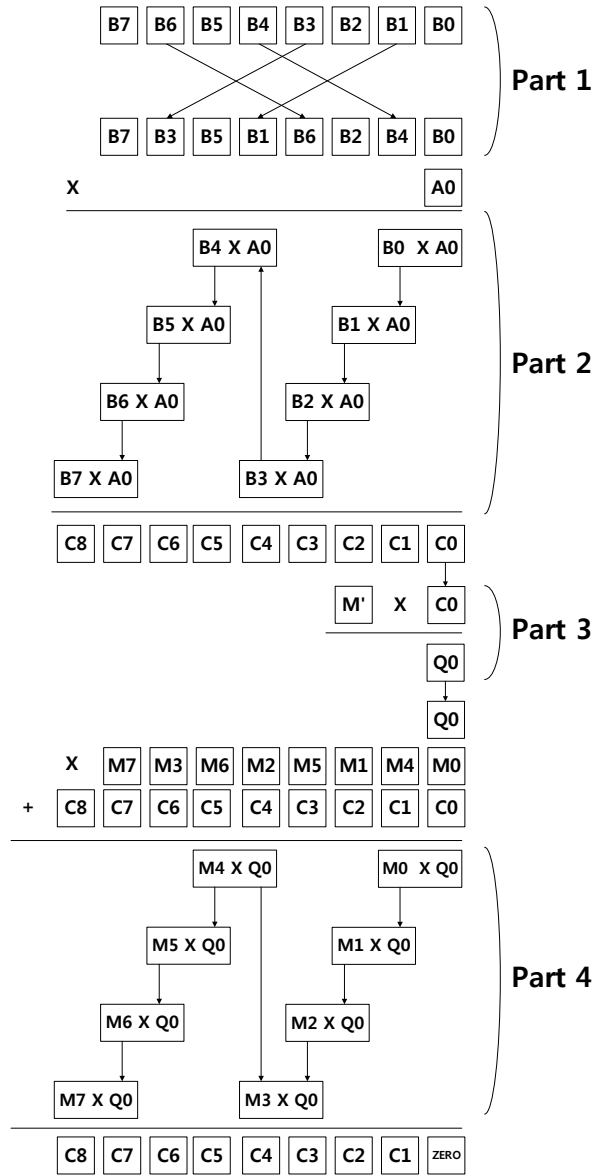 B7 B6 B5 B4 B3 B2 B1 B0
Part 1
B7 B3 B5 B1 B6 B2 B4 B0
X A0
B4 X A0 B0 X A0
B5 X A0 B1 X A0
Part 2
B6 X A0 B2 X A0
B7 X A0 B3 X A0
C8 C7 C6 C5 C4 C3 C2 C1 C0
M' X C0
Part 3
Q0
Q0
X M7 M3 M6 M2 M5 M1 M4 M0
+ C8 C7 C6 C5 C4 C3 C2 C1 C0
M4 X Q0 M0 X Q0
M5 X Q0 M1 X Q0
Part 4
M6 X Q0 M2 X Q0
M7 X Q0 M3 X Q0
C8 C7 C6 C5 C4 C3 C2 C1 ZERO